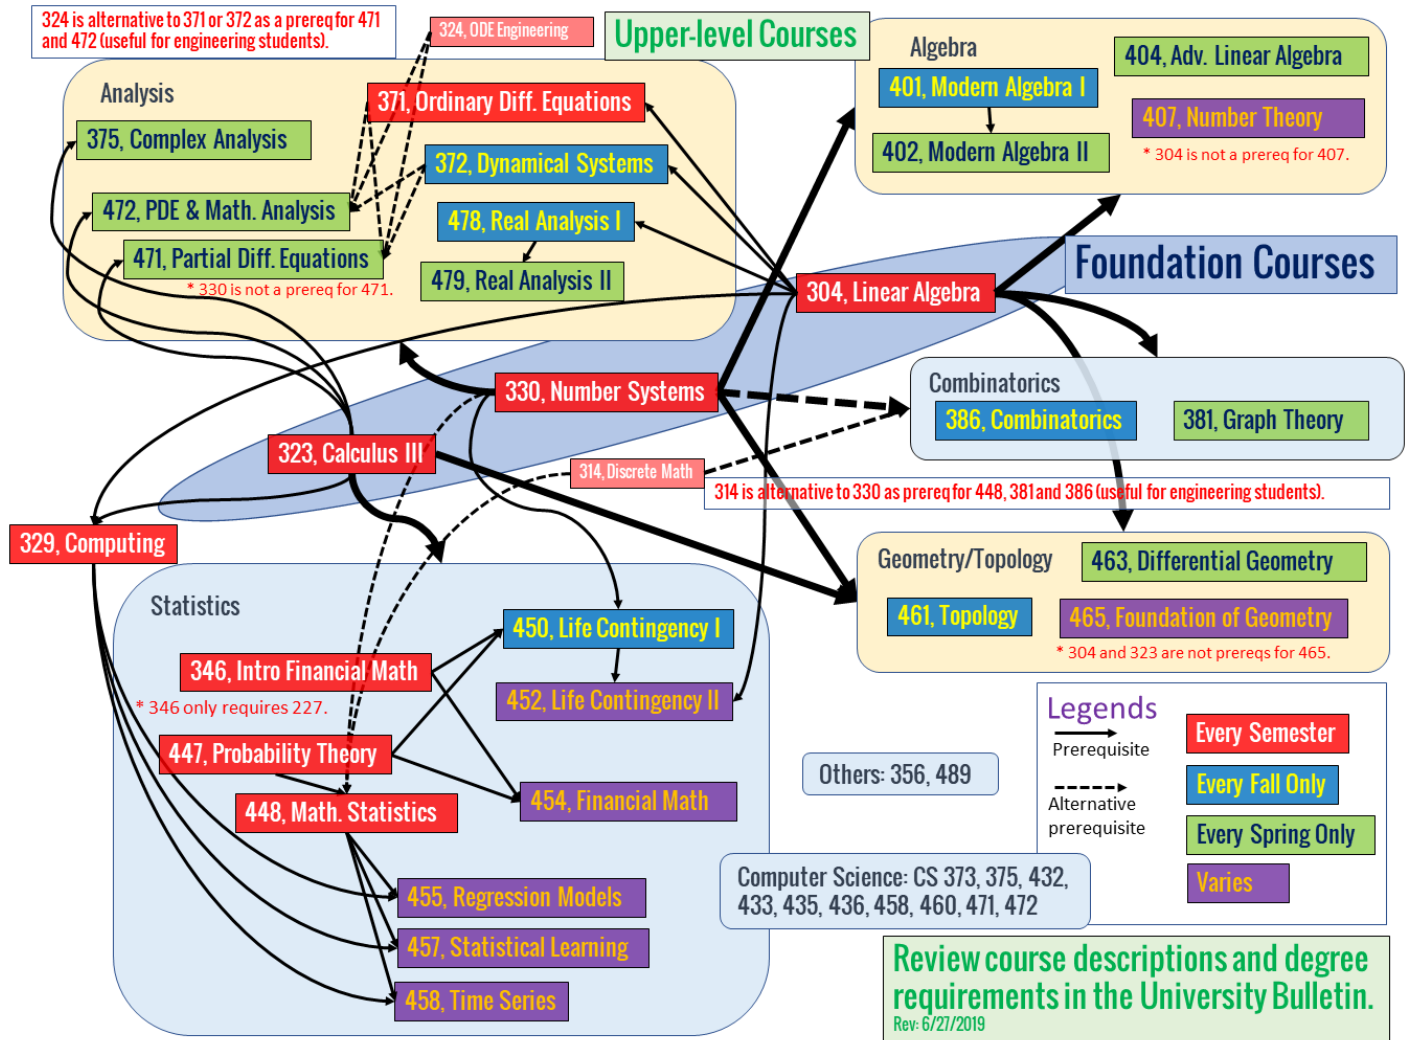 324 is alternative to 371 or 372 as a prereq for 471
and 472 (useful for engineering students).
324, ODE Engineering
Upper-level Courses
Analysis
371, Ordinary Diff. Equations
375, Complex Analysis
372, Dynamical Systems
472, PDE & Math. Analysis
478, Real Analysis I
471, Partial Diff. Equations
479, Real Analysis II
* 330 is not a prereq for 471.
Algebra
404, Adv. Linear Algebra
401, Modern Algebra I
407, Number Theory
402, Modern Algebra II
* 304 is not a prereq for 407.
Foundation Courses
304, Linear Algebra
330, Number Systems
323, Calculus III
Combinatorics
386, Combinatorics
381, Graph Theory
314, Discrete Math
314 is alternative to 330 as prereq for 448, 381 and 386 (useful for engineering students).
329, Computing
Geometry/Topology
463, Differential Geometry
461, Topology
465, Foundation of Geometry
* 304 and 323 are not prereqs for 465.
Statistics
450, Life Contingency I
346, Intro Financial Math
452, Life Contingency II
* 346 only requires 227.
447, Probability Theory
454, Financial Math
448, Math. Statistics
455, Regression Models
457, Statistical Learning
458, Time Series
Others: 356, 489
Computer Science: CS 373, 375, 432,
433, 435, 436, 458, 460, 471, 472
Legends
Prerequisite
Alternative
prerequisite
Every Semester
Every Fall Only
Every Spring Only
Varies
Review course descriptions and degree
requirements in the University Bulletin.
Rev: 6/27/2019